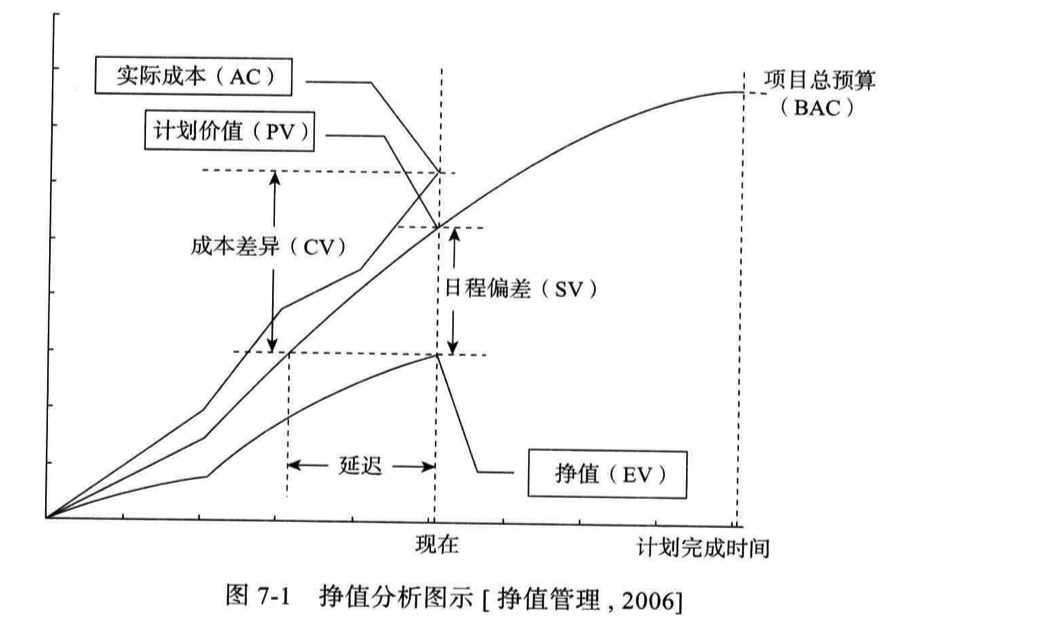 实际成本（AC）
计划价值（PV）
项目总预算
（BAC）
成本差异（CV）
日程偏差（SV）
延迟
挣值（EV）
现在
计划完成时间
图 7-1 挣值分析图示 [ 挣值管理 , 2006]